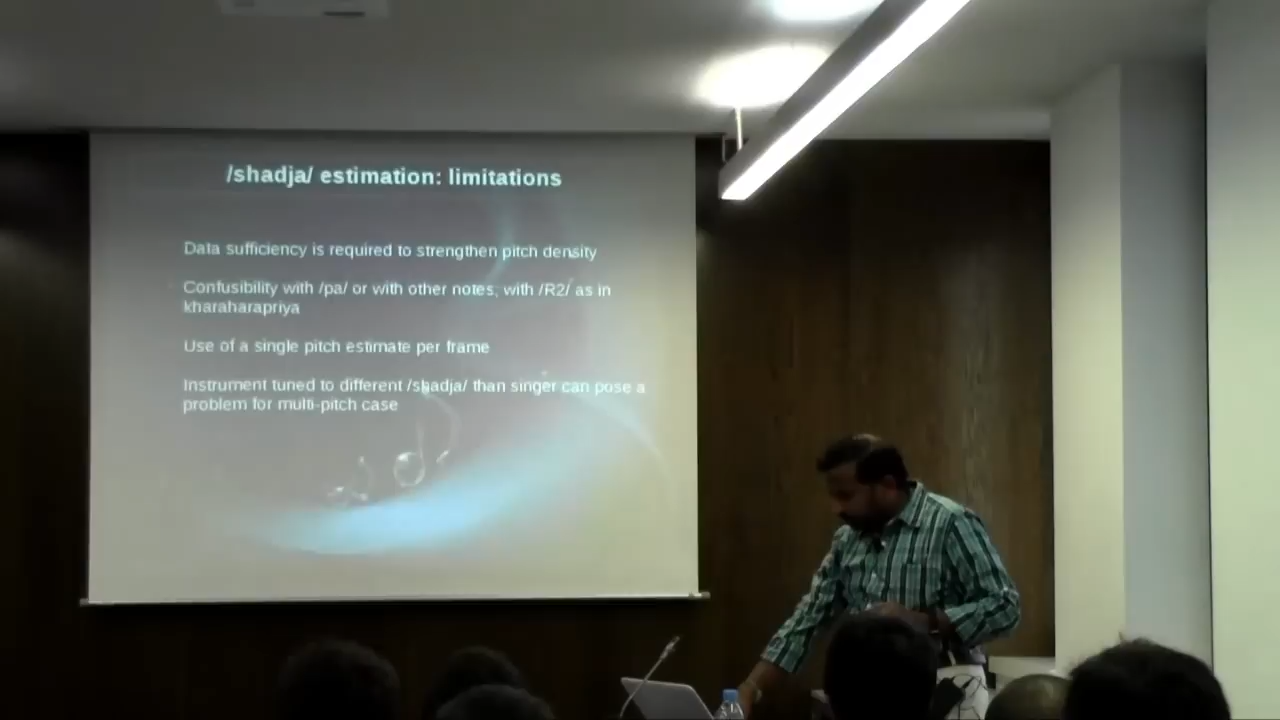 /shadja/ estimation: limitations
Data sufficiency is required to strengthen pitch density
Confusibility with /pa/ or with other notes, with /R2/ as in
kharaharapriya
Use of a single pitch estimate per frame
Instrument tuned to different /shadja/ than singer can pose a
problem for multi-pitch case